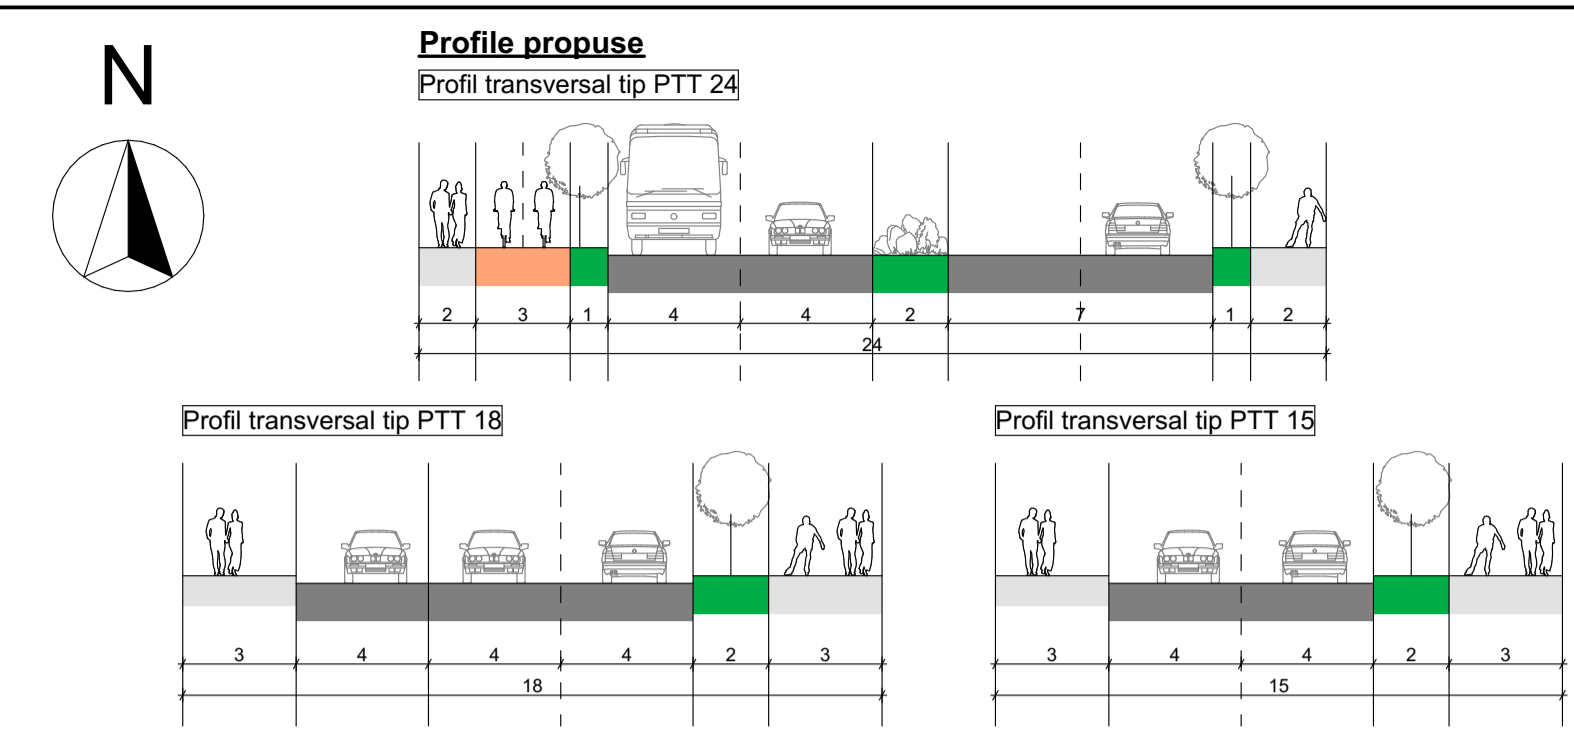 N
Profile propuse
Profil transversal tip PTT 24
2 3 1 4 4 2 7 1 2
24
Profil transversal tip PTT 18
3 4 4 4 2 3
18
Profil transversal tip PTT 15
3 4 4 2 3
15